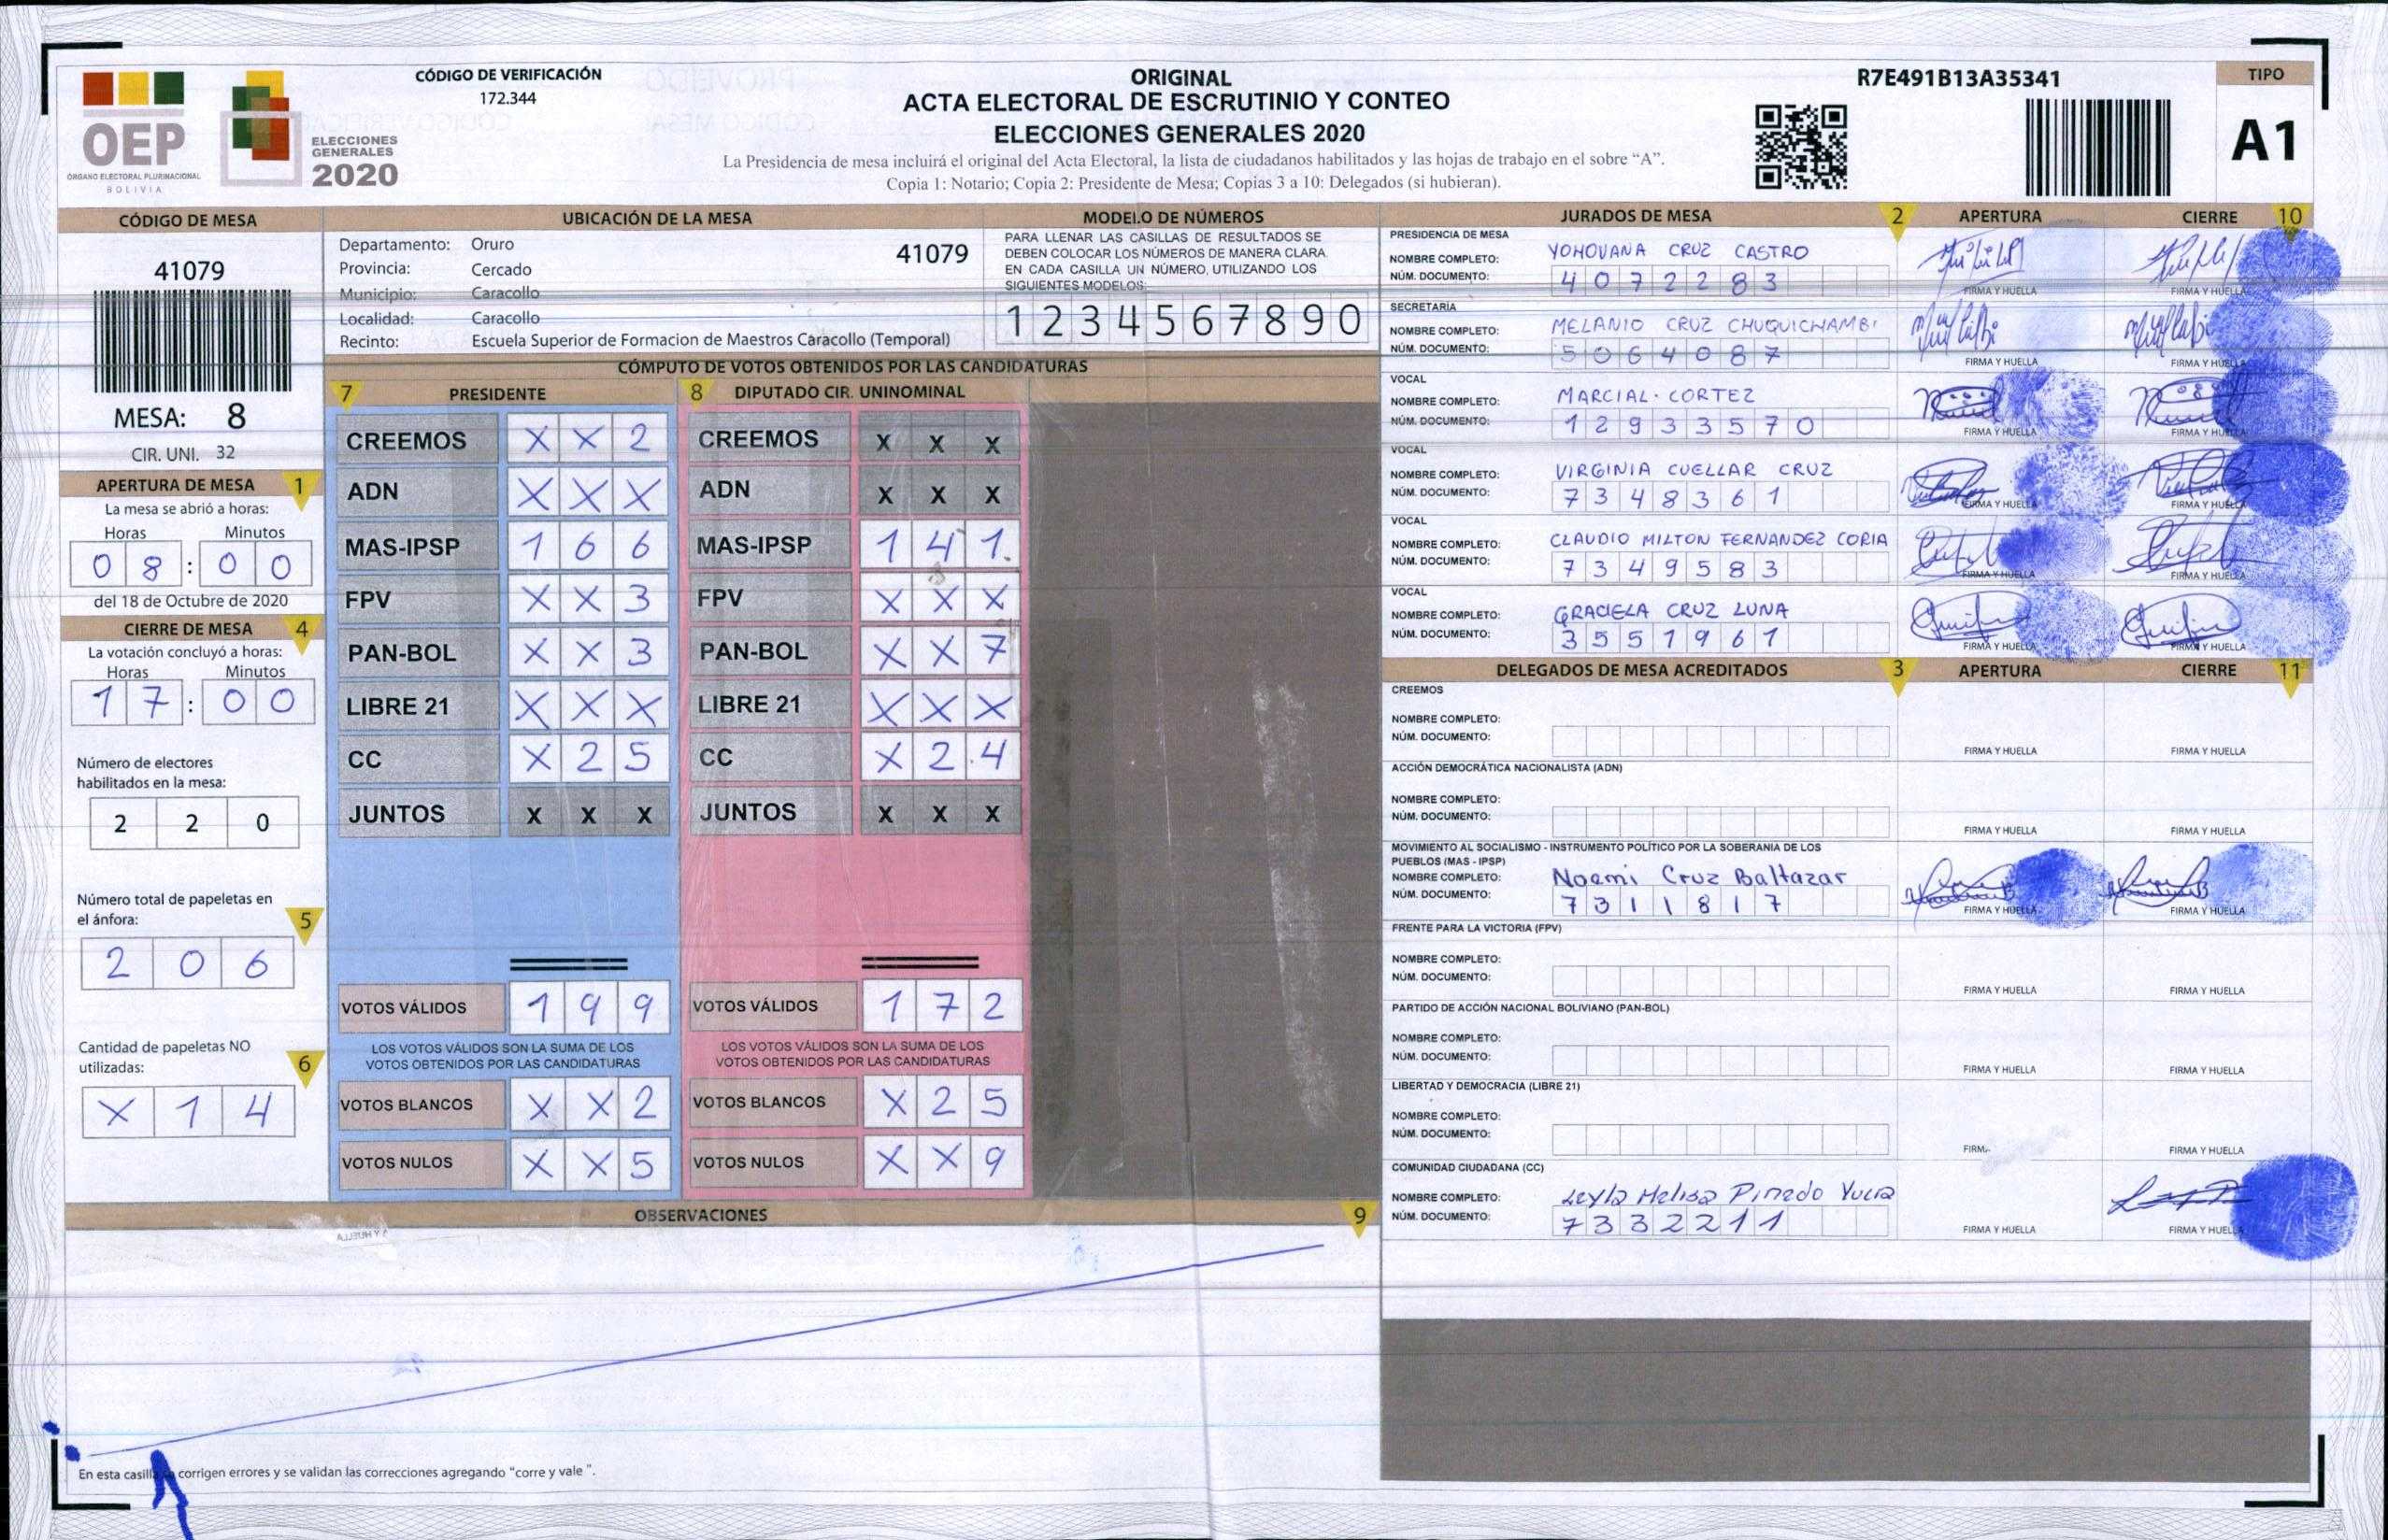 CÓDIGO DE VERIFICACIÓN
172.344
OEP
ÓRGANO ELECTORAL PLURINACIONAL
BOLIVIA
ELECCIONES
GENERALES
2020
ORIGINAL
ACTA ELECTORAL DE ESCRUTINIO Y CONTEO
ELECCIONES GENERALES 2020
La Presidencia de mesa incluirá el original del Acta Electoral, la lista de ciudadanos habilitados y las hojas de trabajo en el sobre “A”.
Copia 1: Notario; Copia 2: Presidente de Mesa; Copias 3 a 10: Delegados (si hubieran).
R7E491B13A35341
TIPO
A1
CÓDIGO DE MESA
41079
MESA: 8
CIR. UNI. 32
APERTURA DE MESA 1
La mesa se abrió a horas:
Horas Minutos
0 8 : 0 0
del 18 de Octubre de 2020
CIERRE DE MESA 4
La votación concluyó a horas:
Horas Minutos
1 7 : 0 0
Número de electores
habilitados en la mesa:
2 2 0
Número total de papeletas en
el ánfora: 5
2 0 6
Cantidad de papeletas NO
utilizadas: 6
X 1 4
UBICACIÓN DE LA MESA
Departamento: Oruro 41079
Provincia: Cercado
Municipio: Caracollo
Localidad: Caracollo
Recinto: Escuela Superior de Formacion de Maestros Caracollo (Temporal)
MODELO DE NÚMEROS
PARA LLENAR LAS CASILLAS DE RESULTADOS SE
DEBEN COLOCAR LOS NÚMEROS DE MANERA CLARA.
EN CADA CASILLA UN NÚMERO, UTILIZANDO LOS
SIGUIENTES MODELOS:
1 2 3 4 5 6 7 8 9 0
CÓMPUTO DE VOTOS OBTENIDOS POR LAS CANDIDATURAS
7 PRESIDENTE
CREEMOS X X 2
ADN X X X
MAS-IPSP 1 6 6
FPV X X 3
PAN-BOL X X 3
LIBRE 21 X X X
CC X 2 5
JUNTOS X X X
VOTOS VÁLIDOS 1 9 9
LOS VOTOS VÁLIDOS SON LA SUMA DE LOS
VOTOS OBTENIDOS POR LAS CANDIDATURAS
VOTOS BLANCOS X X 2
VOTOS NULOS X X 5
8 DIPUTADO CIR. UNINOMINAL
CREEMOS X X X
ADN X X X
MAS-IPSP 1 4 1
FPV X X X
PAN-BOL X X 7
LIBRE 21 X X X
CC X 2 4
JUNTOS X X X
VOTOS VÁLIDOS 1 7 2
LOS VOTOS VÁLIDOS SON LA SUMA DE LOS
VOTOS OBTENIDOS POR LAS CANDIDATURAS
VOTOS BLANCOS X 2 5
VOTOS NULOS X X 9
OBSERVACIONES 9
En esta casilla corrigen errores y se validan las correcciones agregando “corre y vale ”.
JURADOS DE MESA 2 APERTURA CIERRE 10
PRESIDENCIA DE MESA
NOMBRE COMPLETO: YOHOVANA CRUZ CASTRO
NÚM. DOCUMENTO: 4 0 7 2 2 8 3
FIRMA Y HUELLA FIRMA Y HUELLA
SECRETARÍA
NOMBRE COMPLETO: MELANIO CRUZ CHUQUICHAMBI
NÚM. DOCUMENTO: 5 0 6 4 0 8 7
FIRMA Y HUELLA FIRMA Y HUELLA
VOCAL
NOMBRE COMPLETO: MARCIAL CORTEZ
NÚM. DOCUMENTO: 1 2 9 3 3 5 7 0
FIRMA Y HUELLA FIRMA Y HUELLA
VOCAL
NOMBRE COMPLETO: VIRGINIA CUELLAR CRUZ
NÚM. DOCUMENTO: 7 3 4 8 3 6 1
FIRMA Y HUELLA FIRMA Y HUELLA
VOCAL
NOMBRE COMPLETO: CLAUDIO MILTON FERNANDEZ CORIA
NÚM. DOCUMENTO: 7 3 4 9 5 8 3
FIRMA Y HUELLA FIRMA Y HUELLA
VOCAL
NOMBRE COMPLETO: GRACIELA CRUZ LUNA
NÚM. DOCUMENTO: 3 5 5 1 9 6 1
FIRMA Y HUELLA FIRMA Y HUELLA
DELEGADOS DE MESA ACREDITADOS 3 APERTURA CIERRE 11
CREEMOS
NOMBRE COMPLETO:
NÚM. DOCUMENTO:
FIRMA Y HUELLA FIRMA Y HUELLA
ACCIÓN DEMOCRÁTICA NACIONALISTA (ADN)
NOMBRE COMPLETO:
NÚM. DOCUMENTO:
FIRMA Y HUELLA FIRMA Y HUELLA
MOVIMIENTO AL SOCIALISMO - INSTRUMENTO POLÍTICO POR LA SOBERANIA DE LOS
PUEBLOS (MAS - IPSP)
NOMBRE COMPLETO: Noemi Cruz Baltazar
NÚM. DOCUMENTO: 7 3 1 1 8 1 7
FIRMA Y HUELLA FIRMA Y HUELLA
FRENTE PARA LA VICTORIA (FPV)
NOMBRE COMPLETO:
NÚM. DOCUMENTO:
FIRMA Y HUELLA FIRMA Y HUELLA
PARTIDO DE ACCIÓN NACIONAL BOLIVIANO (PAN-BOL)
NOMBRE COMPLETO:
NÚM. DOCUMENTO:
FIRMA Y HUELLA FIRMA Y HUELLA
LIBERTAD Y DEMOCRACIA (LIBRE 21)
NOMBRE COMPLETO:
NÚM. DOCUMENTO:
FIRMA Y HUELLA
COMUNIDAD CIUDADANA (CC)
NOMBRE COMPLETO: Leyla Melisa Pinedo
NÚM. DOCUMENTO: 7 3 3 2 2 1 1
FIRMA Y HUELLA FIRMA Y HUELLA